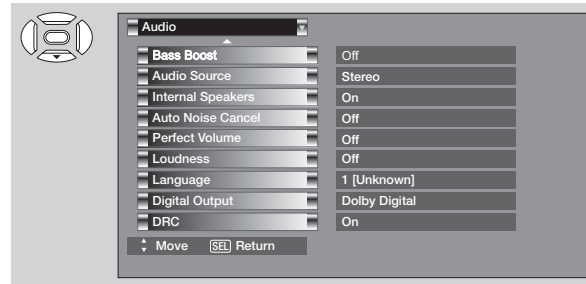 Audio
Bass Boost Off
Audio Source Stereo
Internal Speakers On
Auto Noise Cancel Off
Perfect Volume Off
Loudness Off
Language 1 [Unknown]
Digital Output Dolby Digital
DRC On
Move SEL Return